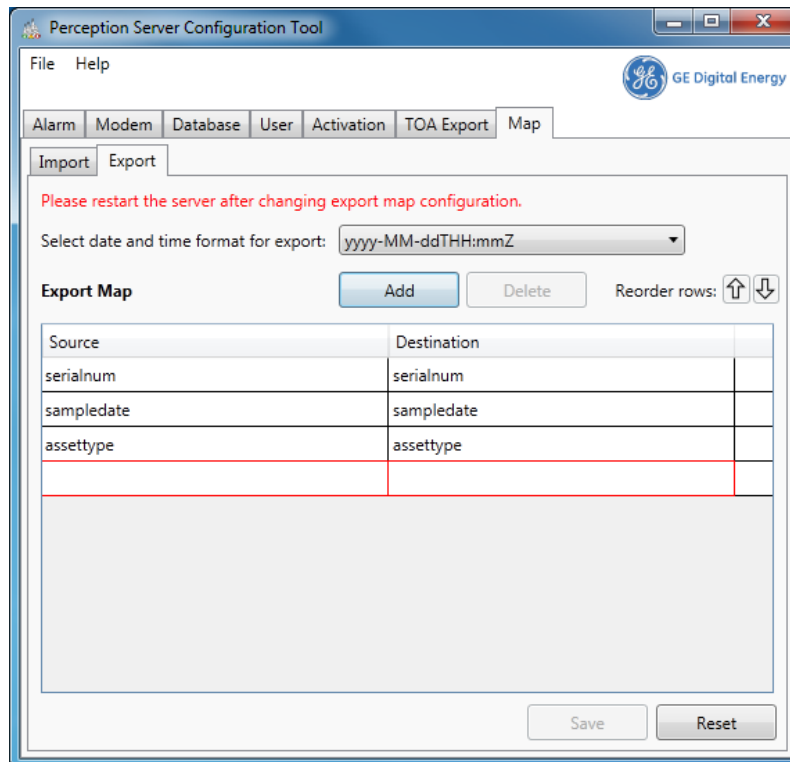 Perception Server Configuration Tool
File Help
GE Digital Energy
Alarm Modem Database User Activation TOA Export Map
Import Export
Please restart the server after changing export map configuration.
Select date and time format for export: yyyy-MM-ddTHH:mmZ
Export Map Add Delete Reorder rows:
Source Destination
serialnum serialnum
sampledate sampledate
assettype assettype
Save Reset